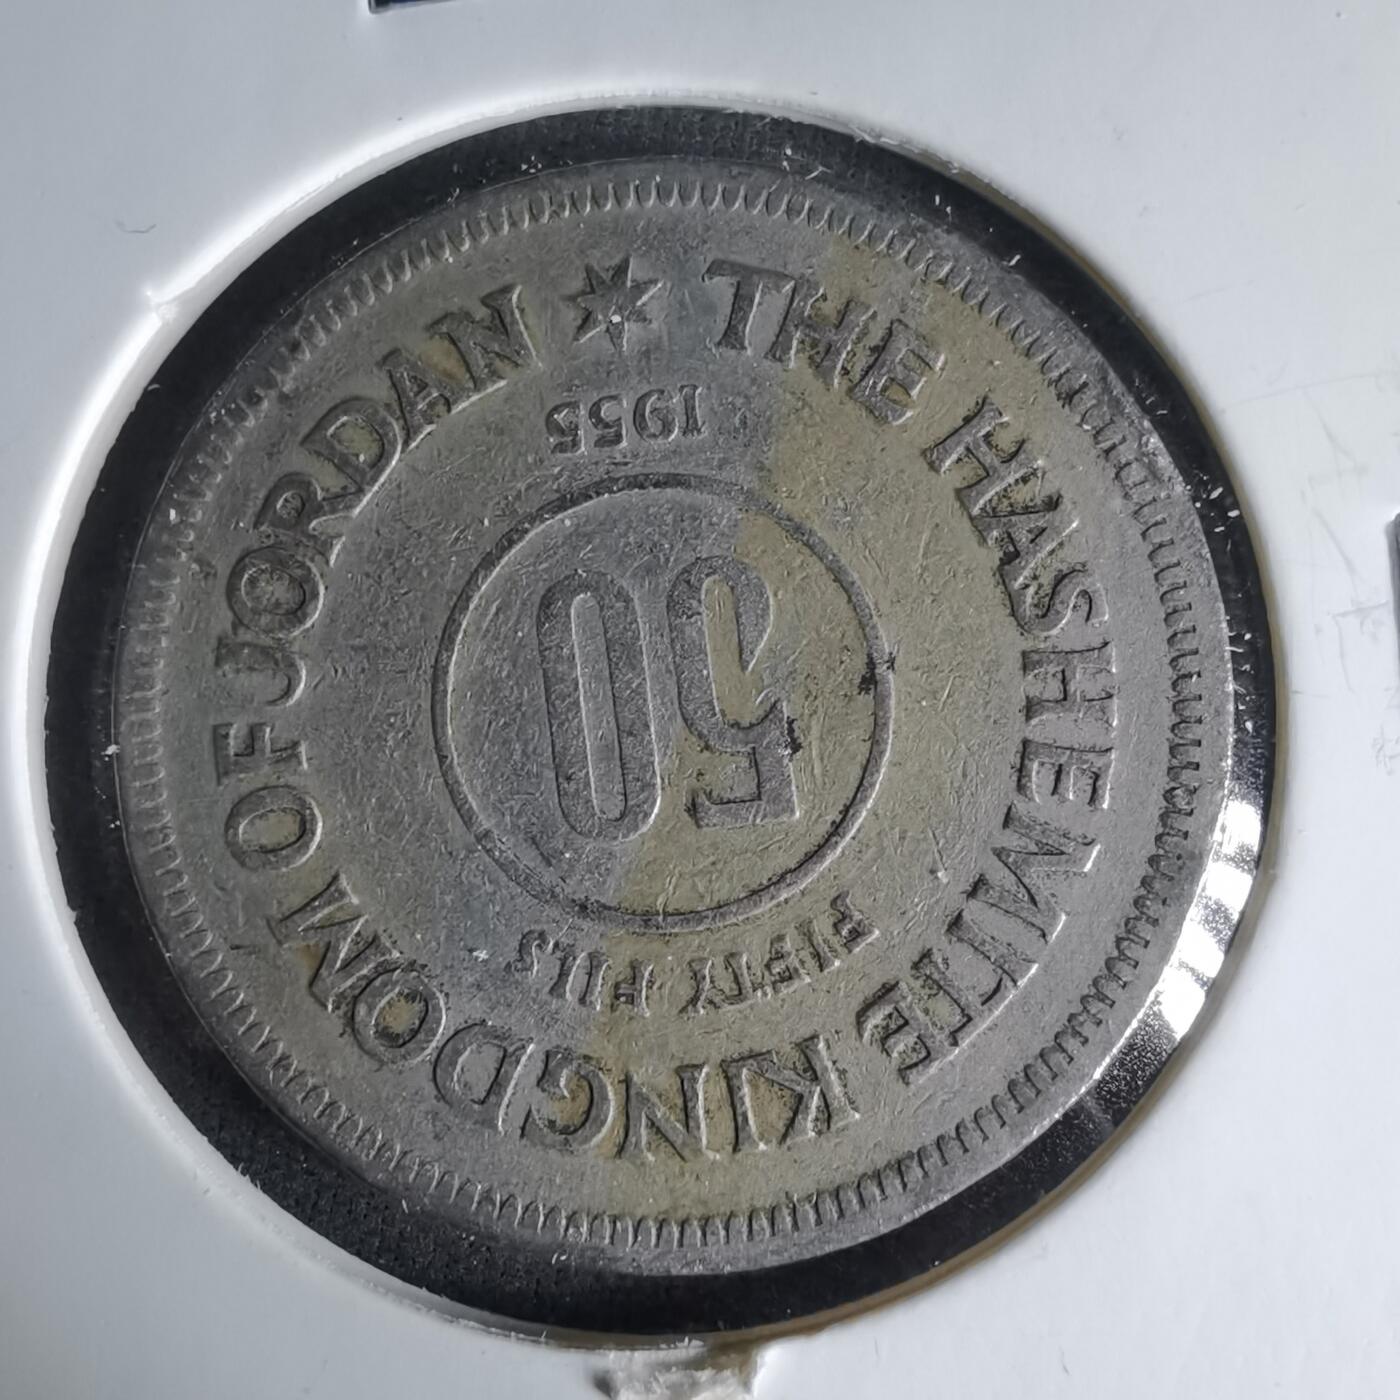 THE HASHEMITE KINGDOM OF JORDAN
FIFTY FILS
50
1955